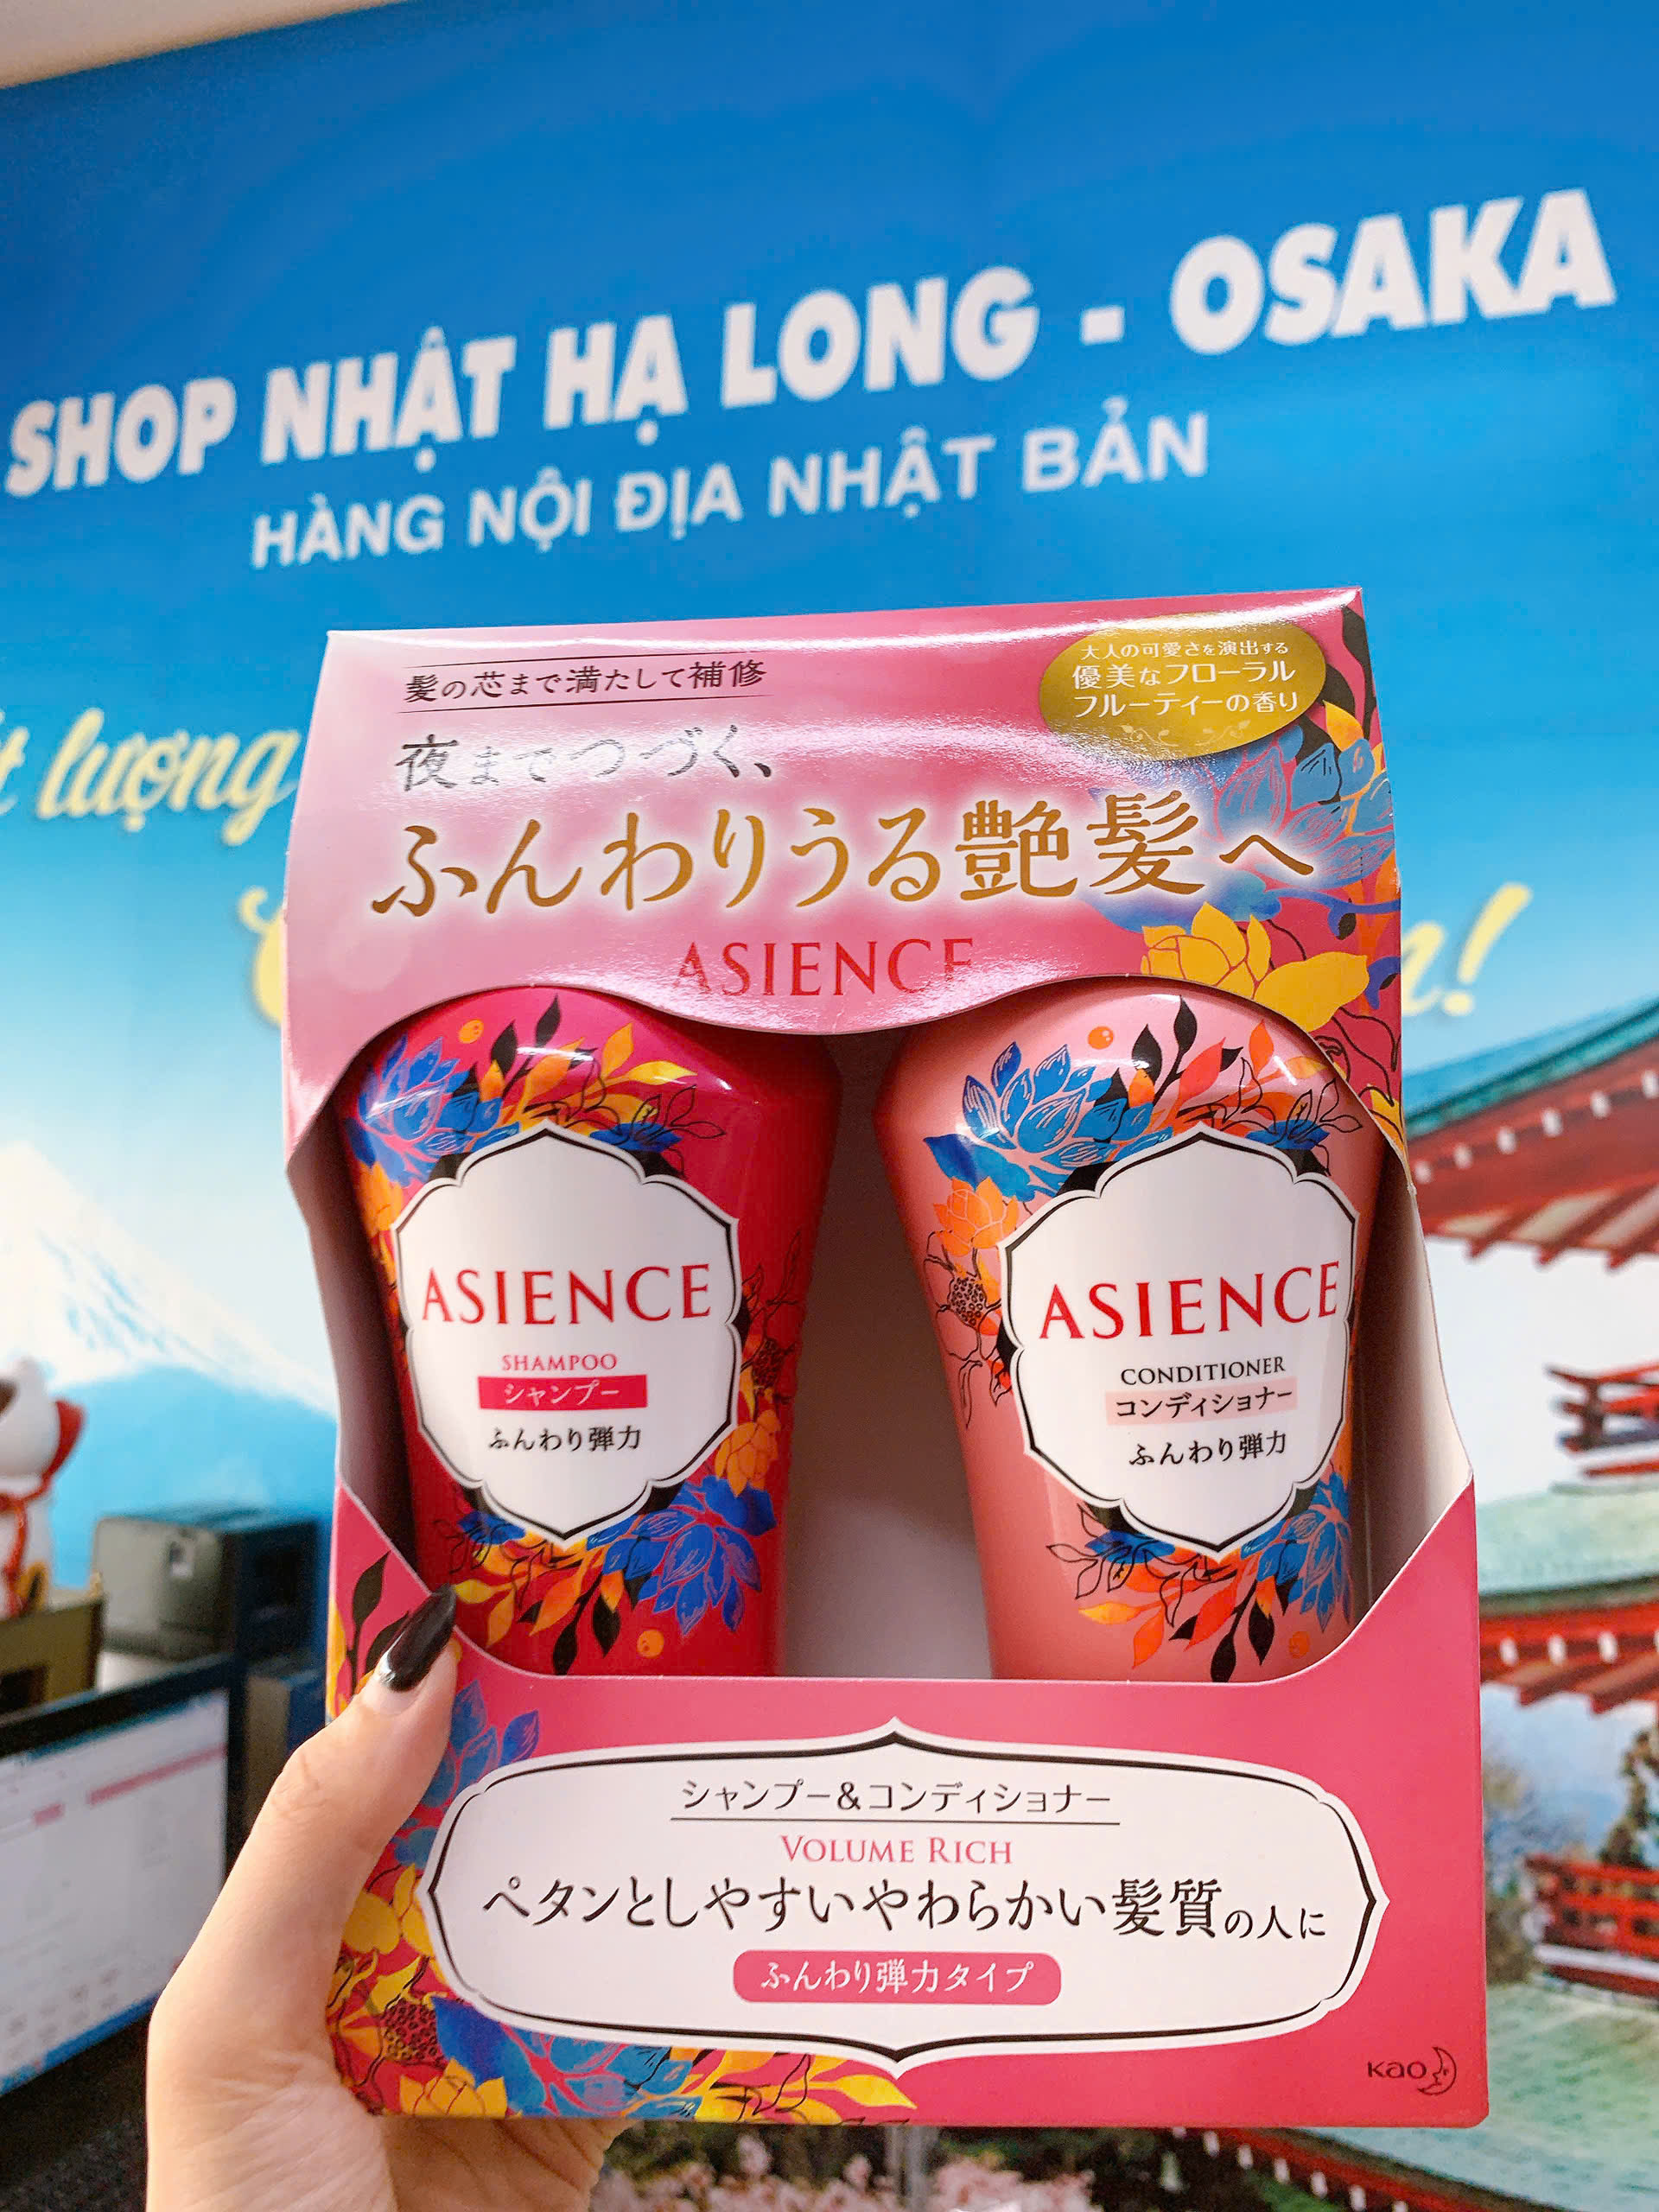 SHOP NHẬT HẠ LONG - OSAKA
HÀNG NỘI ĐỊA NHẬT BẢN
lượng
髪の芯まで満たして補修
大人の可愛さを演出する
優美なフローラル
フルーティーの香り
夜までつづく、
ふんわりうる艶髪へ
ASIENCE
ASIENCE
SHAMPOO
シャンプー
ふんわり弾力
ASIENCE
CONDITIONER
コンディショナー
ふんわり弾力
シャンプー&コンディショナー
VOLUME RICH
ペタンとしやすいやわらかい髪質の人に
ふんわり弾力タイプ
Kao